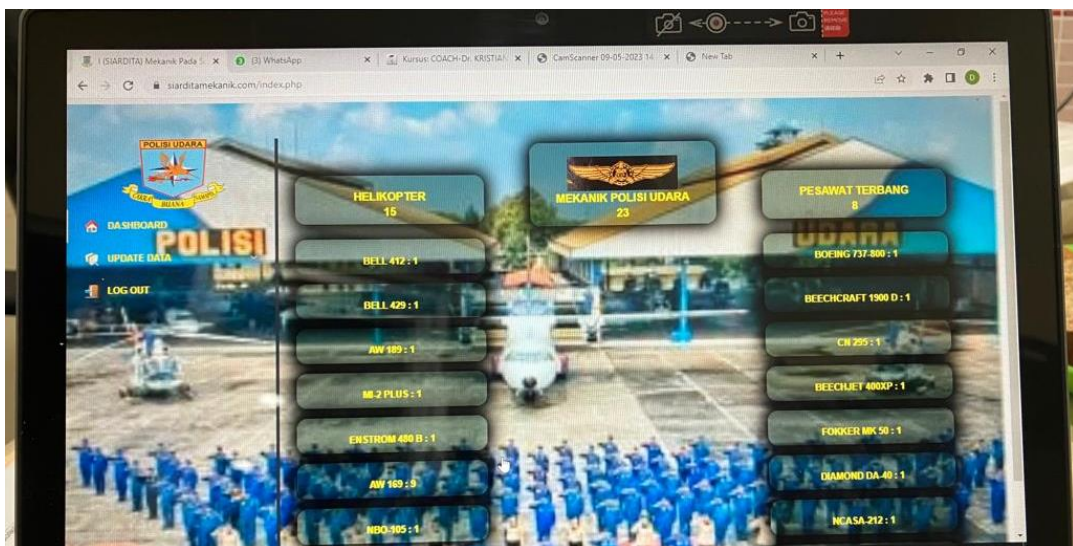 PLEASE
REMOVE
I (SIARDITA) Mekanik Pada S
(3) WhatsApp
Kursus: COACH-Dr. KRISTIAN
CamScanner 09-05-2023 14
New Tab
siarditamekanik.com/index.php
D
POLISI UDARA
DASHBOARD
UPDATE DATA
LOG OUT
POLISI
UDARA
HELIKOPTER
15
BELL 412 : 1
BELL 429 : 1
AW 189 : 1
MI-2 PLUS : 1
ENSTROM 480 B : 1
AW 169 : 9
NBO-105 : 1
MEKANIK POLISI UDARA
23
PESAWAT TERBANG
8
BOEING 737-800 : 1
BEECHCRAFT 1900 D : 1
CN 295 : 1
BEECHJET 400XP : 1
FOKKER MK 50 : 1
DIAMOND DA-40 : 1
NCASA-212 : 1